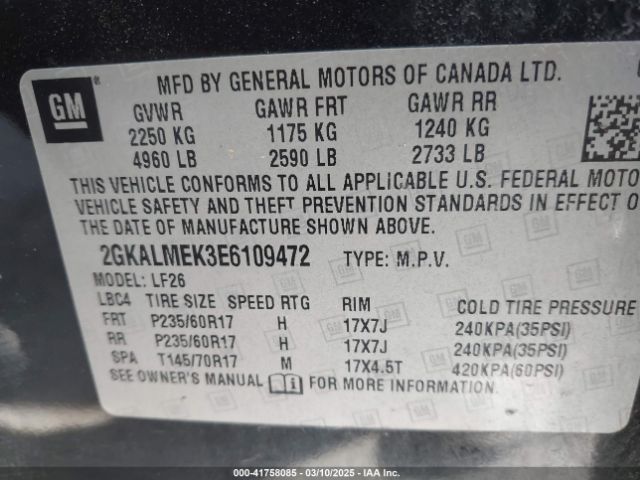 GM
MFD BY GENERAL MOTORS OF CANADA LTD.
GVWR GAWR FRT GAWR RR
2250 KG 1175 KG 1240 KG
4960 LB 2590 LB 2733 LB
THIS VEHICLE CONFORMS TO ALL APPLICABLE U.S. FEDERAL MOTO
VEHICLE SAFETY AND THEFT PREVENTION STANDARDS IN EFFECT O
THE DATE OF MANUFACTURE SHOWN ABOVE.
2GKALMEK3E6109472 TYPE: M.P.V.
MODEL: LF26
LBC4 TIRE SIZE SPEED RTG RIM COLD TIRE PRESSURE
FRT P235/60R17 H 17X7J 240KPA(35PSI)
RR P235/60R17 H 17X7J 240KPA(35PSI)
SPA T145/70R17 M 17X4.5T 420KPA(60PSI)
SEE OWNER'S MANUAL FOR MORE INFORMATION.
000-41758085 — 03/10/2025 — IAA Inc.